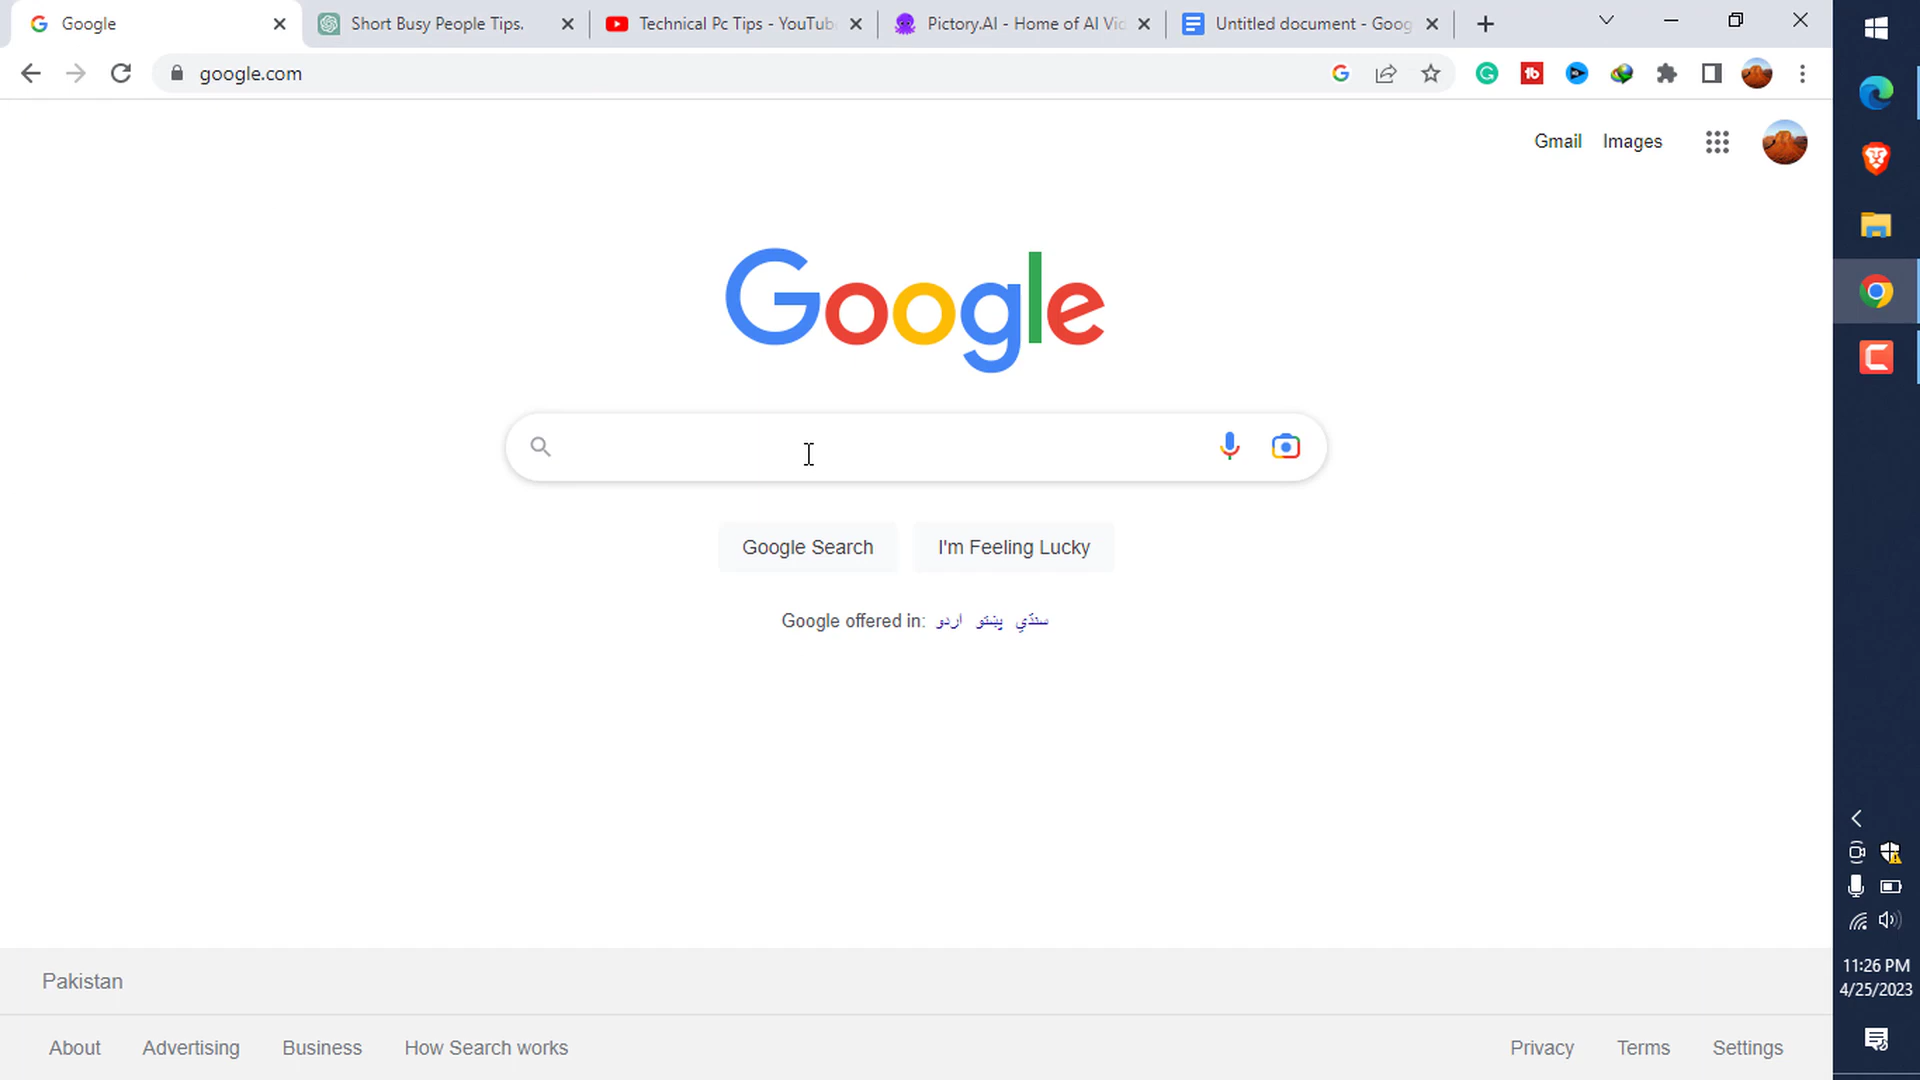 Google
Short Busy People Tips.
Technical Pc Tips - YouTub
Pictory.AI - Home of AI Vic
Untitled document - Goog
google.com
Gmail Images
Google
Google Search I'm Feeling Lucky
Google offered in: اردو پښتو سنڌي
Pakistan
About Advertising Business How Search works
Privacy Terms Settings
11:26 PM
4/25/2023